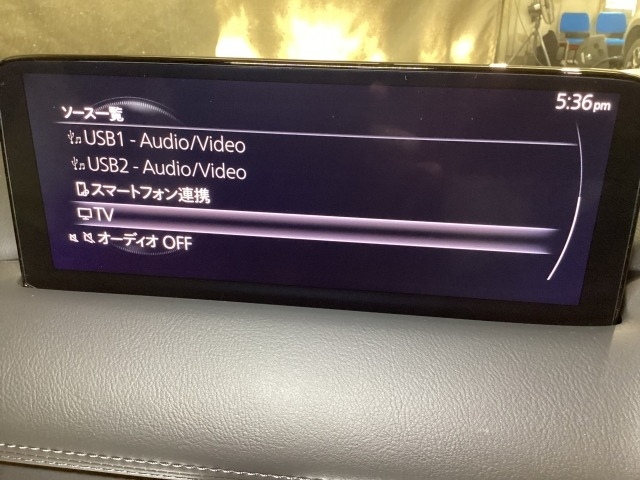 5:36pm
ソース一覧
USB1 - Audio/Video
USB2 - Audio/Video
スマートフォン連携
TV
オーディオ OFF